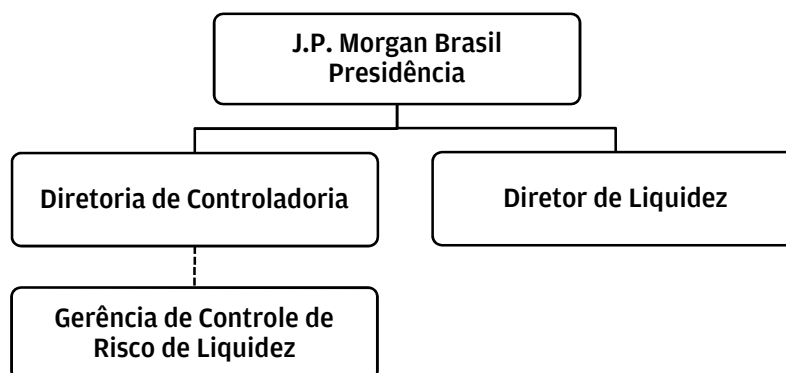 J.P. Morgan Brasil
Presidência
Diretoria de Controladoria
Diretor de Liquidez
Gerência de Controle de
Risco de Liquidez